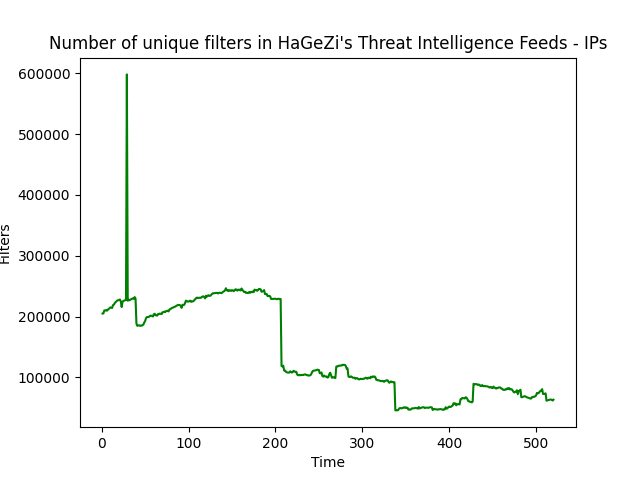 Number of unique filters in HaGeZi's Threat Intelligence Feeds - IPs
600000
500000
400000
300000
200000
100000
Filters
0 100 200 300 400 500
Time